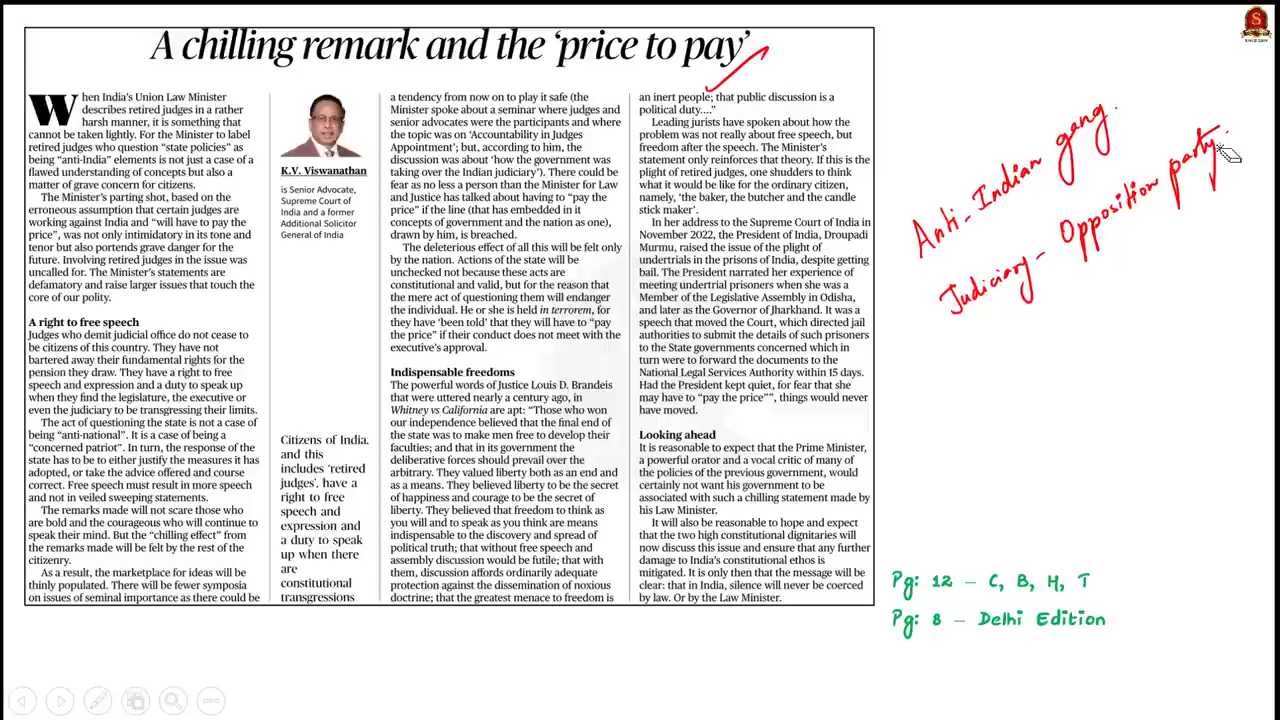 A chilling remark and the ‘price to pay’
When India’s Union Law Minister
describes retired judges in a rather
harsh manner, it is something that
cannot be taken lightly. For the Minister to label
retired judges who question “state policies” as
being “anti-India” elements is not just a case of a
flawed understanding of concepts but also a
matter of grave concern for citizens.
The Minister’s parting shot, based on the
erroneous assumption that certain judges are
working against India and “will have to pay the
price”, was not only intimidatory in its tone and
tenor but also portends grave danger for the
future. Involving retired judges in the issue was
uncalled for. The Minister’s statements are
defamatory and raise larger issues that touch the
core of our polity.
A right to free speech
Judges who demit judicial office do not cease to
be citizens of this country. They have not
bartered away their fundamental rights for the
pension they draw. They have a right to free
speech and expression and a duty to speak up
when they find the legislature, the executive or
even the judiciary to be transgressing their limits.
The act of questioning the state is not a case of
being “anti-national”. It is a case of being a
“concerned patriot”. In turn, the response of the
state has to be to either justify the measures it has
adopted, or take the advice offered and course
correct. Free speech must result in more speech
and not in veiled sweeping statements.
The remarks made will not scare those who
are bold and the courageous who will continue to
speak their mind. But the “chilling effect” from
the remarks made will be felt by the rest of the
citizenry.
As a result, the marketplace for ideas will be
thinly populated. There will be fewer symposia
on issues of seminal importance as there could be
K.V. Viswanathan
is Senior Advocate,
Supreme Court of
India and a former
Additional Solicitor
General of India
Citizens of India,
and this
includes ‘retired
judges’, have a
right to free
speech and
expression and
a duty to speak
up when there
are
constitutional
transgressions
a tendency from now on to play it safe (the
Minister spoke about a seminar where judges and
senior advocates were the participants and where
the topic was on ‘Accountability in Judges
Appointment’; but, according to him, the
discussion was about ‘how the government was
taking over the Indian judiciary’). There could be
fear as no less a person than the Minister for Law
and Justice has talked about having to “pay the
price” if the line (that has embedded in it
concepts of government and the nation as one),
drawn by him, is breached.
The deleterious effect of all this will be felt only
by the nation. Actions of the state will be
unchecked not because these acts are
constitutional and valid, but for the reason that
the mere act of questioning them will endanger
the individual. He or she is held in terrorem, for
they have ‘been told’ that they will have to “pay
the price” if their conduct does not meet with the
executive’s approval.
Indispensable freedoms
The powerful words of Justice Louis D. Brandeis
that were uttered nearly a century ago, in
Whitney vs California are apt: “Those who won
our independence believed that the final end of
the state was to make men free to develop their
faculties; and that in its government the
deliberative forces should prevail over the
arbitrary. They valued liberty both as an end and
as a means. They believed liberty to be the secret
of happiness and courage to be the secret of
liberty. They believed that freedom to think as
you will and to speak as you think are means
indispensable to the discovery and spread of
political truth; that without free speech and
assembly discussion would be futile; that with
them, discussion affords ordinarily adequate
protection against the dissemination of noxious
doctrine; that the greatest menace to freedom is
an inert people; that public discussion is a
political duty....”
Leading jurists have spoken about how the
problem was not really about free speech, but
freedom after the speech. The Minister’s
statement only reinforces that theory. If this is the
plight of retired judges, one shudders to think
what it would be like for the ordinary citizen,
namely, ‘the baker, the butcher and the candle
stick maker’.
In her address to the Supreme Court of India in
November 2022, the President of India, Droupadi
Murmu, raised the issue of the plight of
undertrials in the prisons of India, despite getting
bail. The President narrated her experience of
meeting undertrial prisoners when she was a
Member of the Legislative Assembly in Odisha,
and later as the Governor of Jharkhand. It was a
speech that moved the Court, which directed jail
authorities to submit the details of such prisoners
to the State governments concerned which in
turn were to forward the documents to the
National Legal Services Authority within 15 days.
Had the President kept quiet, for fear that she
may have to “pay the price””, things would never
have moved.
Looking ahead
It is reasonable to expect that the Prime Minister,
a powerful orator and a vocal critic of many of
the policies of the previous government, would
certainly not want his government to be
associated with such a chilling statement made by
his Law Minister.
It will also be reasonable to hope and expect
that the two high constitutional dignitaries will
now discuss this issue and ensure that any further
damage to India’s constitutional ethos is
mitigated. It is only then that the message will be
clear: that in India, silence will never be coerced
by law. Or by the Law Minister.
Anti-Indian gang
Judiciary - Opposition party
Pg: 12 - C, B, H, T
Pg: 8 - Delhi Edition